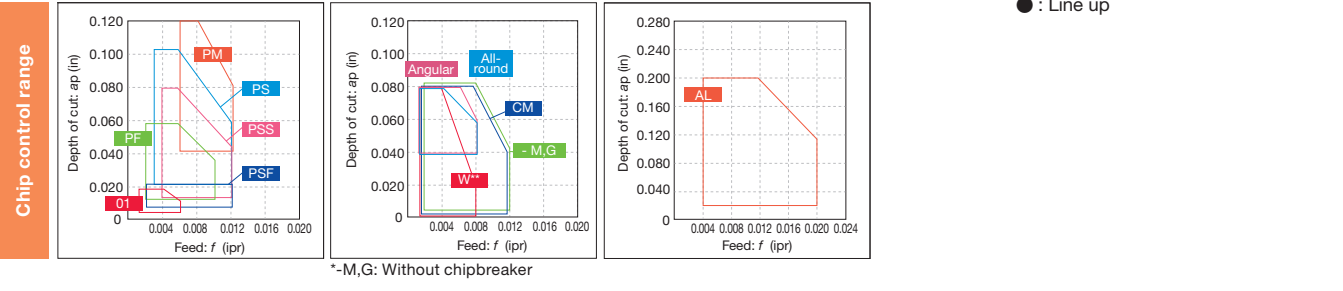 ● : Line up
Chip control range
Depth of cut: ap (in)
0.120
0.100
0.080
0.060
0.040
0.020
0
PM
PS
PSS
PF
PSF
01
0.004 0.008 0.012 0.016 0.020
Feed: f (ipr)
Depth of cut: ap (in)
0.120
0.100
0.080
0.060
0.040
0.020
0
Angular
All-
round
CM
- M,G
W**
0.004 0.008 0.012 0.016 0.020
Feed: f (ipr)
Depth of cut: ap (in)
0.280
0.240
0.200
0.160
0.120
0.080
0.040
0
AL
0.004 0.008 0.012 0.016 0.020 0.024
Feed: f (ipr)
*-M,G: Without chipbreaker